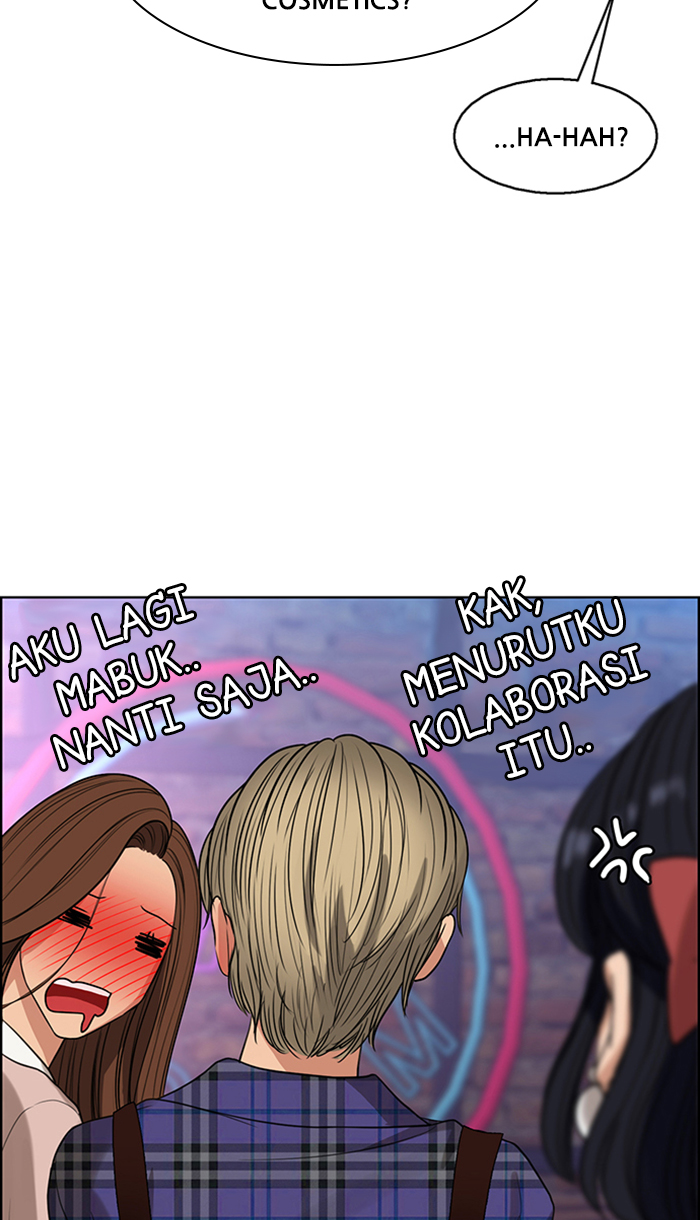 COSMETICS?
...HA-HAH?
AKU LAGI
MABUK..
NANTI SAJA..
KAK,
MENURUTKU
KOLABORASI
ITU..
M